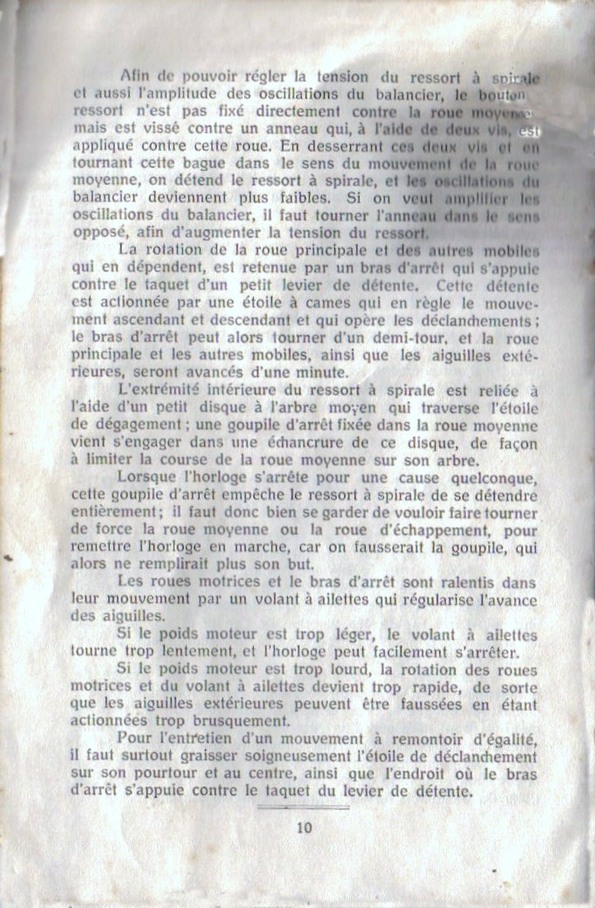 Afin de pouvoir régler la tension du ressort à spirale
et aussi l'amplitude des oscillations du balancier, le bouton
ressort n'est pas fixé directement contre la roue moyenne
mais est vissé contre un anneau qui, à l'aide de deux vis, est
appliqué contre cette roue. En desserrant ces deux vis et en
tournant cette bague dans le sens du mouvement de la roue
moyenne, on détend le ressort à spirale, et les oscillations du
balancier deviennent plus faibles. Si on veut amplifier les
oscillations du balancier, il faut tourner l'anneau dans le sens
opposé, afin d'augmenter la tension du ressort.
La rotation de la roue principale et des autres mobiles
qui en dépendent, est retenue par un bras d'arrêt qui s'appuie
contre le taquet d'un petit levier de détente. Cette détente
est actionnée par une étoile à cames qui en règle le mouve-
ment ascendant et descendant et qui opère les déclanchements ;
le bras d'arrêt peut alors tourner d'un demi-tour, et la roue
principale et les autres mobiles, ainsi que les aiguilles exté-
rieures, seront avancés d'une minute.
L'extrémité intérieure du ressort à spirale est reliée à
l'aide d'un petit disque à l'arbre moyen qui traverse l'étoile
de dégagement ; une goupile d'arrêt fixée dans la roue moyenne
vient s'engager dans une échancrure de ce disque, de façon
à limiter la course de la roue moyenne sur son arbre.
Lorsque l'horloge s'arrête pour une cause quelconque,
cette goupile d'arrêt empêche le ressort à spirale de se détendre
entièrement ; il faut donc bien se garder de vouloir faire tourner
de force la roue moyenne ou la roue d'échappement, pour
remettre l'horloge en marche, car on fausserait la goupile, qui
alors ne remplirait plus son but.
Les roues motrices et le bras d'arrêt sont ralentis dans
leur mouvement par un volant à ailettes qui régularise l'avance
des aiguilles.
Si le poids moteur est trop léger, le volant à ailettes
tourne trop lentement, et l'horloge peut facilement s'arrêter.
Si le poids moteur est trop lourd, la rotation des roues
motrices et du volant à ailettes devient trop rapide, de sorte
que les aiguilles extérieures peuvent être faussées en étant
actionnées trop brusquement.
Pour l'entretien d'un mouvement à remontoir d'égalité,
il faut surtout graisser soigneusement l'étoile de déclanchement
sur son pourtour et au centre, ainsi que l'endroit où le bras
d'arrêt s'appuie contre le taquet du levier de détente.
10